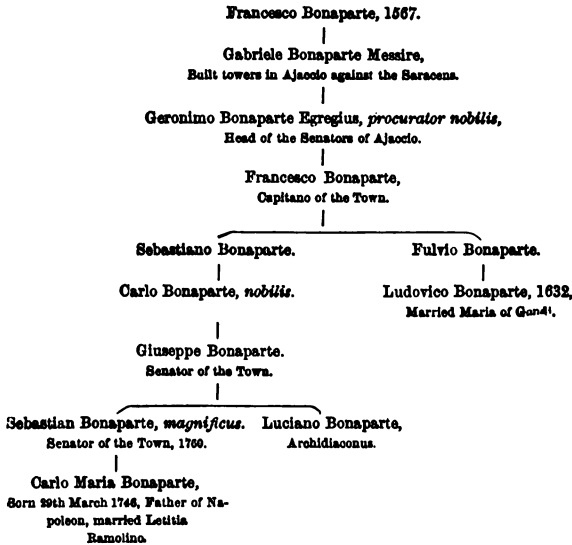 Francesco Bonaparte, 1567.
Gabriele Bonaparte Messire,
Built towers in Ajaccio against the Saracens.
Geronimo Bonaparte Egregius, procurator nobilis,
Head of the Senators of Ajaccio.
Francesco Bonaparte,
Capitano of the Town.
Sebastiano Bonaparte.
Fulvio Bonaparte.
Carlo Bonaparte, nobilis.
Ludovico Bonaparte, 1632,
Married Maria of Gondi.
Giuseppe Bonaparte.
Senator of the Town.
Sebastian Bonaparte, magnificus.
Senator of the Town, 1760.
Luciano Bonaparte,
Archidiaconus.
Carlo Maria Bonaparte,
Born 29th March 1746, Father of Na-
poleon, married Letitia
Ramolino.